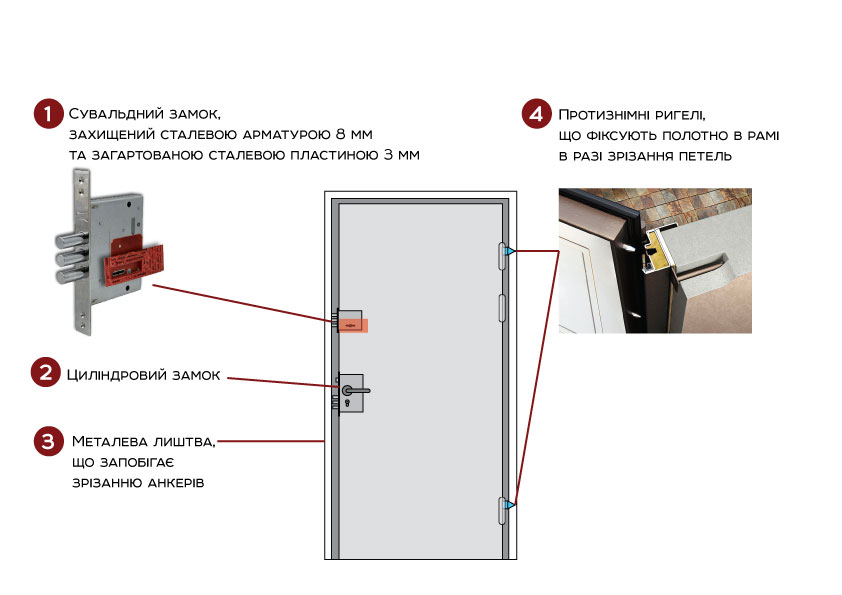 1 Сувальдний замок,
захищений сталевою арматурою 8 мм
та загартованою сталевою пластиною 3 мм
2 Циліндровий замок
3 Металева лиштва,
що запобігає
зрізанню анкерів
4 Протизнімні ригелі,
що фіксують полотно в рамі
в разі зрізання петель